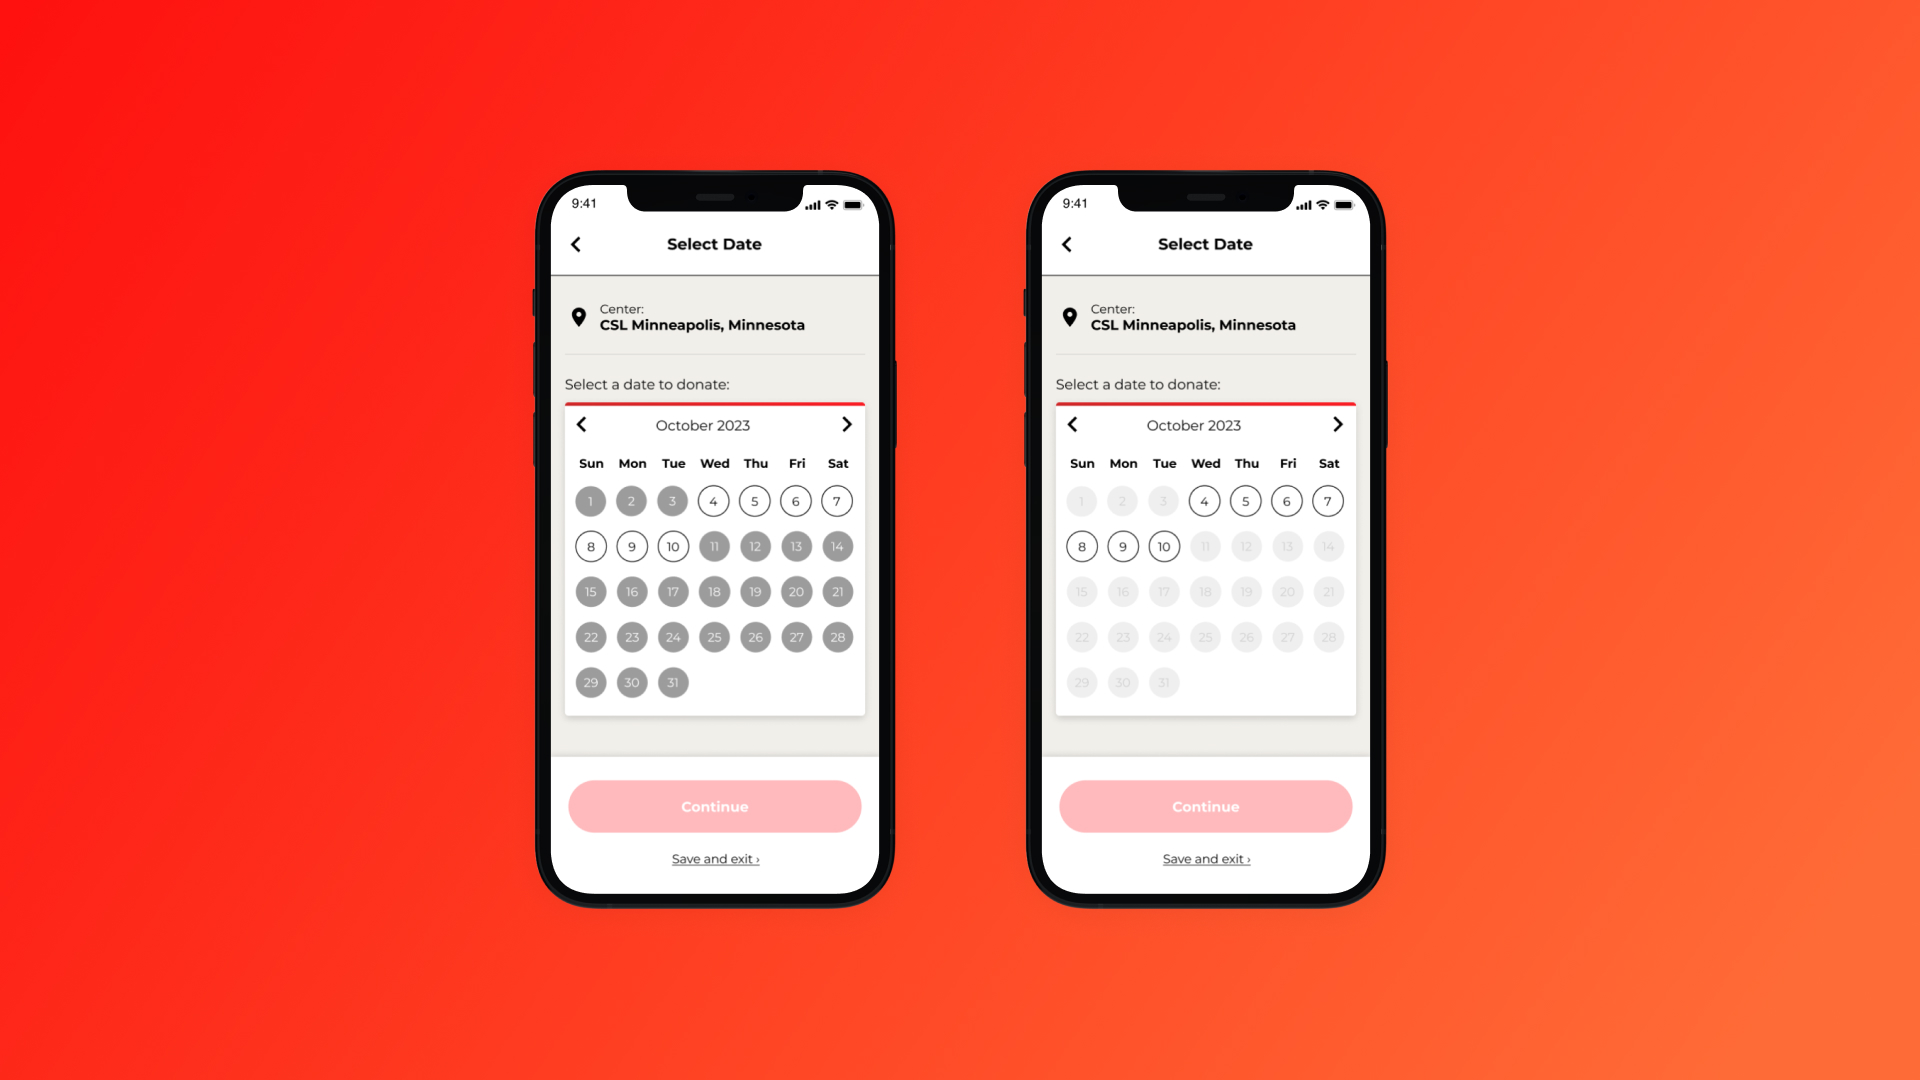 9:41
Select Date
Center:
CSL Minneapolis, Minnesota
Select a date to donate:
October 2023
Sun Mon Tue Wed Thu Fri Sat
1 2 3 4 5 6 7
8 9 10 11 12 13 14
15 16 17 18 19 20 21
22 23 24 25 26 27 28
29 30 31
Continue
Save and exit ›
9:41
Select Date
Center:
CSL Minneapolis, Minnesota
Select a date to donate:
October 2023
Sun Mon Tue Wed Thu Fri Sat
1 2 3 4 5 6 7
8 9 10 11 12 13 14
15 16 17 18 19 20 21
22 23 24 25 26 27 28
29 30 31
Continue
Save and exit ›